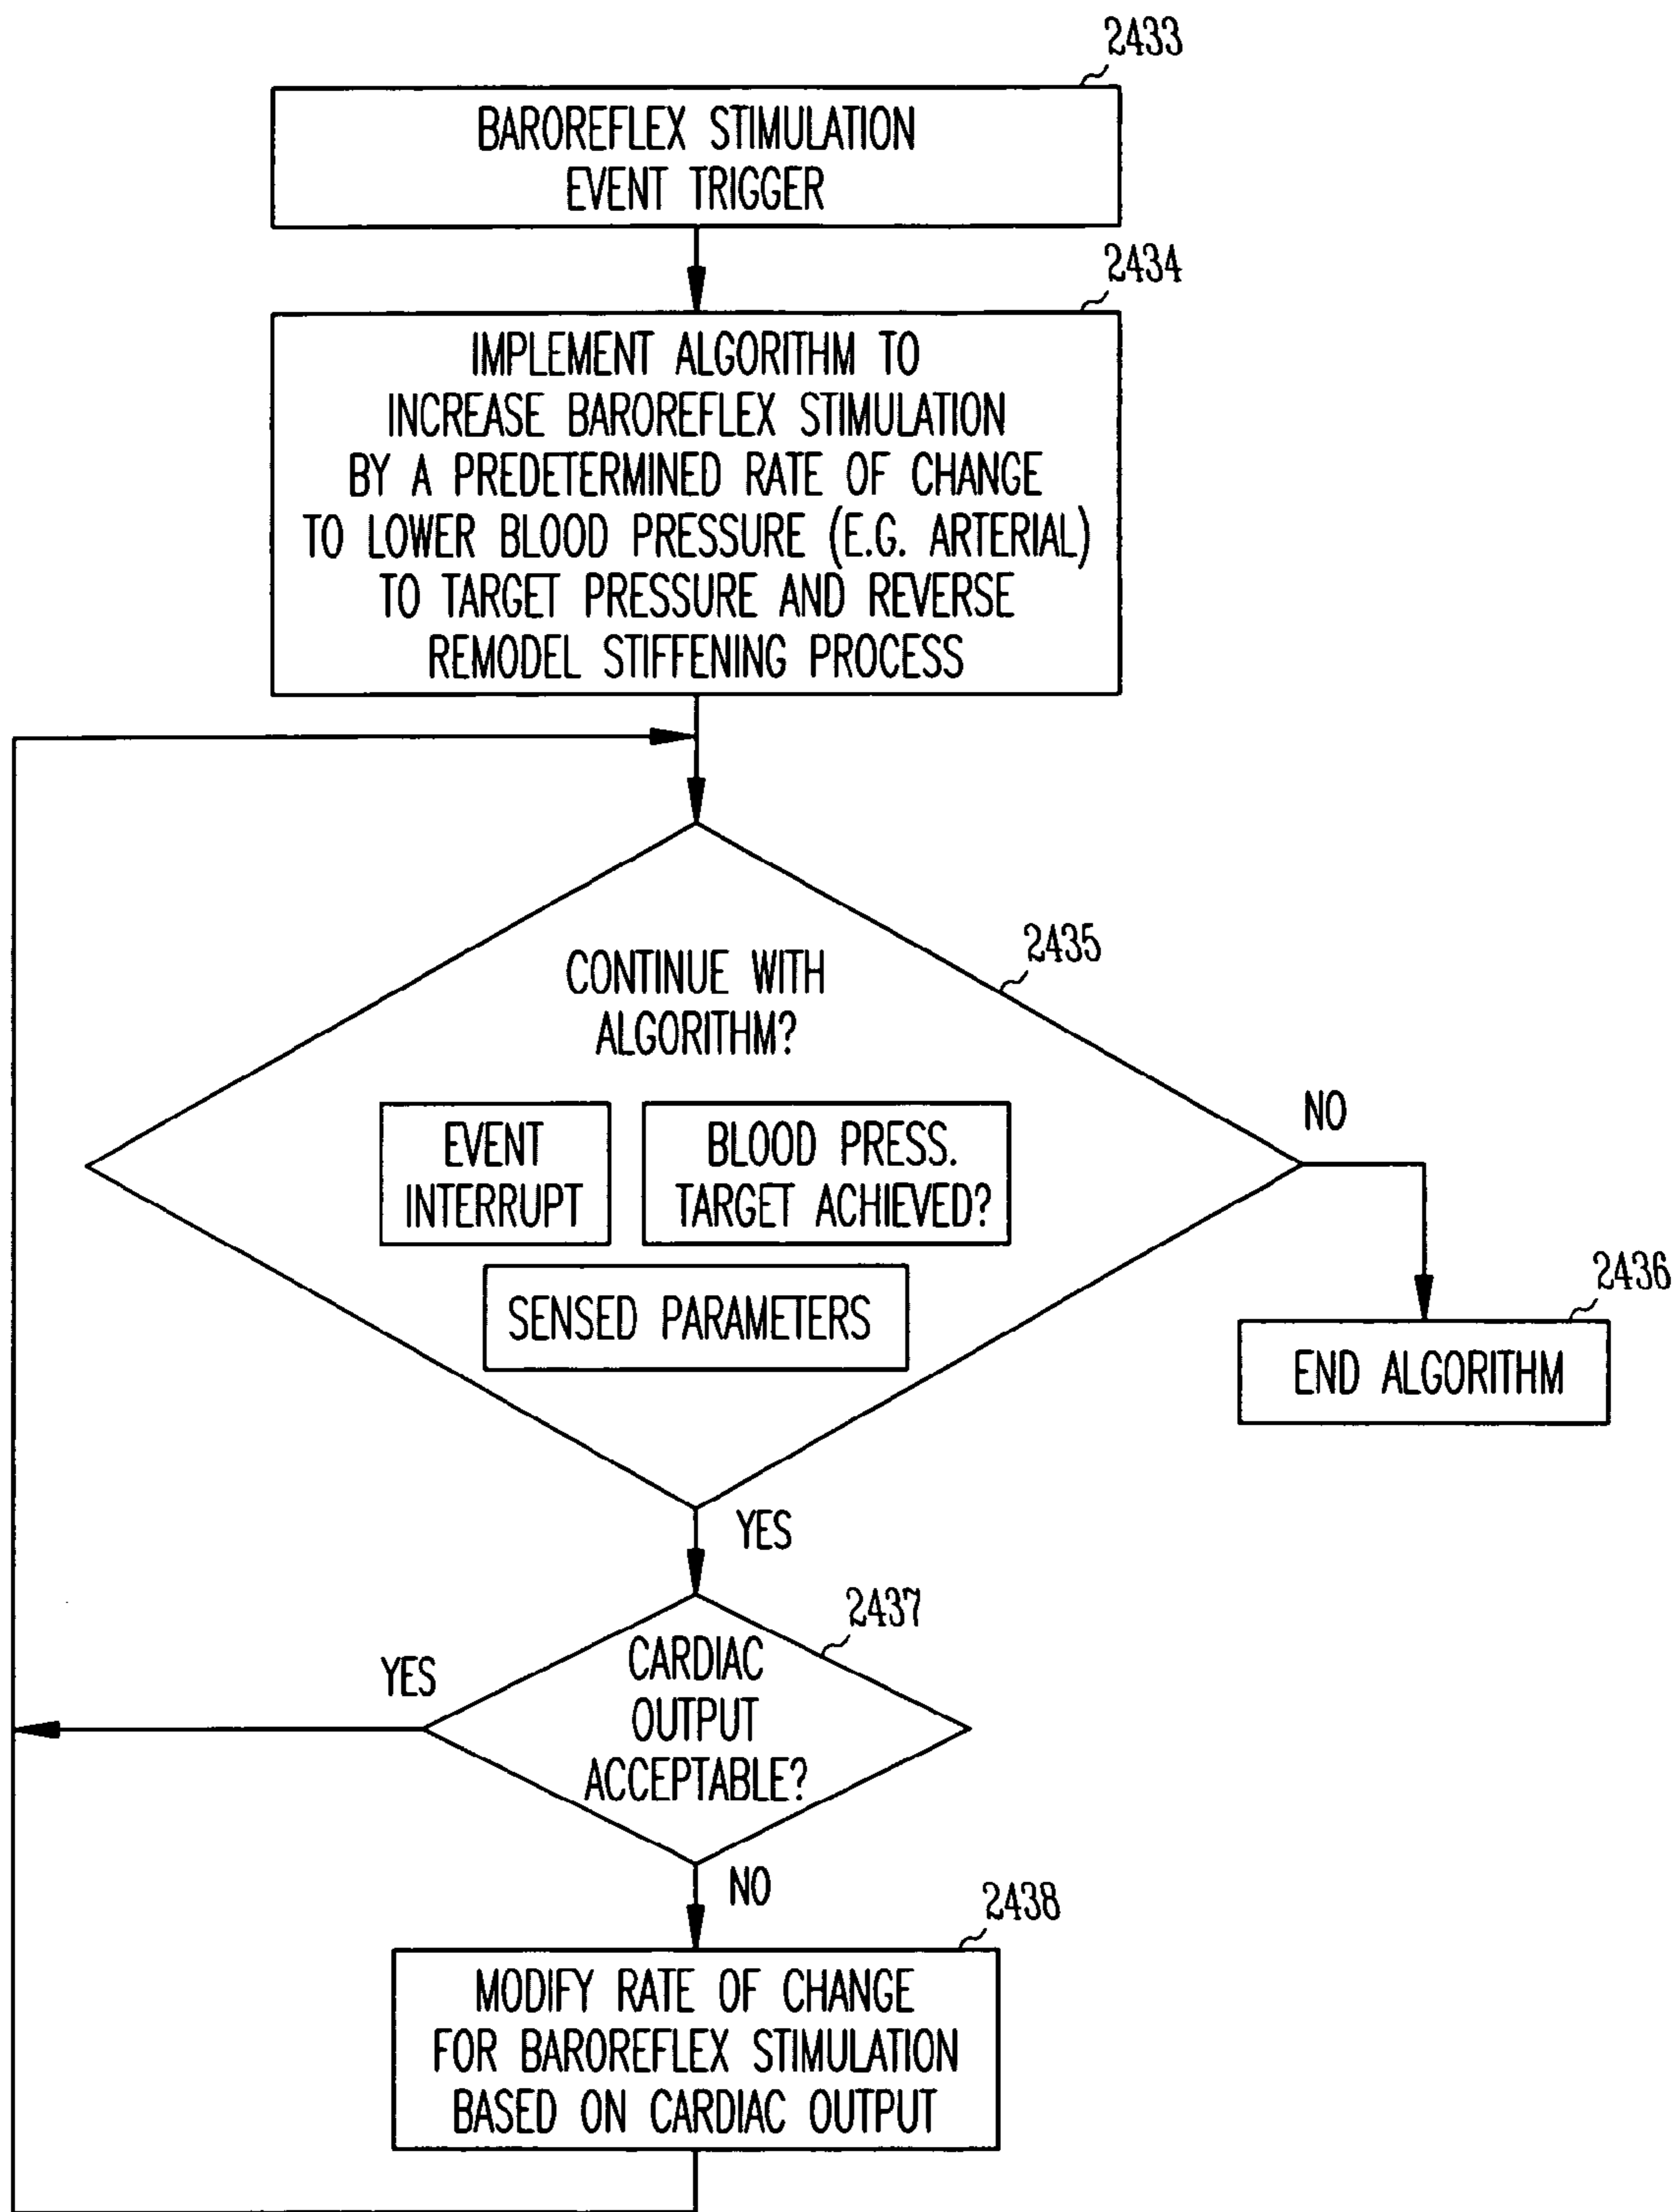 2433
BAROREFLEX STIMULATION
EVENT TRIGGER
2434
IMPLEMENT ALGORITHM TO
INCREASE BAROREFLEX STIMULATION
BY A PREDETERMINED RATE OF CHANGE
TO LOWER BLOOD PRESSURE (E.G. ARTERIAL)
TO TARGET PRESSURE AND REVERSE
REMODEL STIFFENING PROCESS
2435
CONTINUE WITH
ALGORITHM?
EVENT
INTERRUPT
BLOOD PRESS.
TARGET ACHIEVED?
SENSED PARAMETERS
NO
2436
END ALGORITHM
YES
2437
CARDIAC
OUTPUT
ACCEPTABLE?
YES
NO
2438
MODIFY RATE OF CHANGE
FOR BAROREFLEX STIMULATION
BASED ON CARDIAC OUTPUT